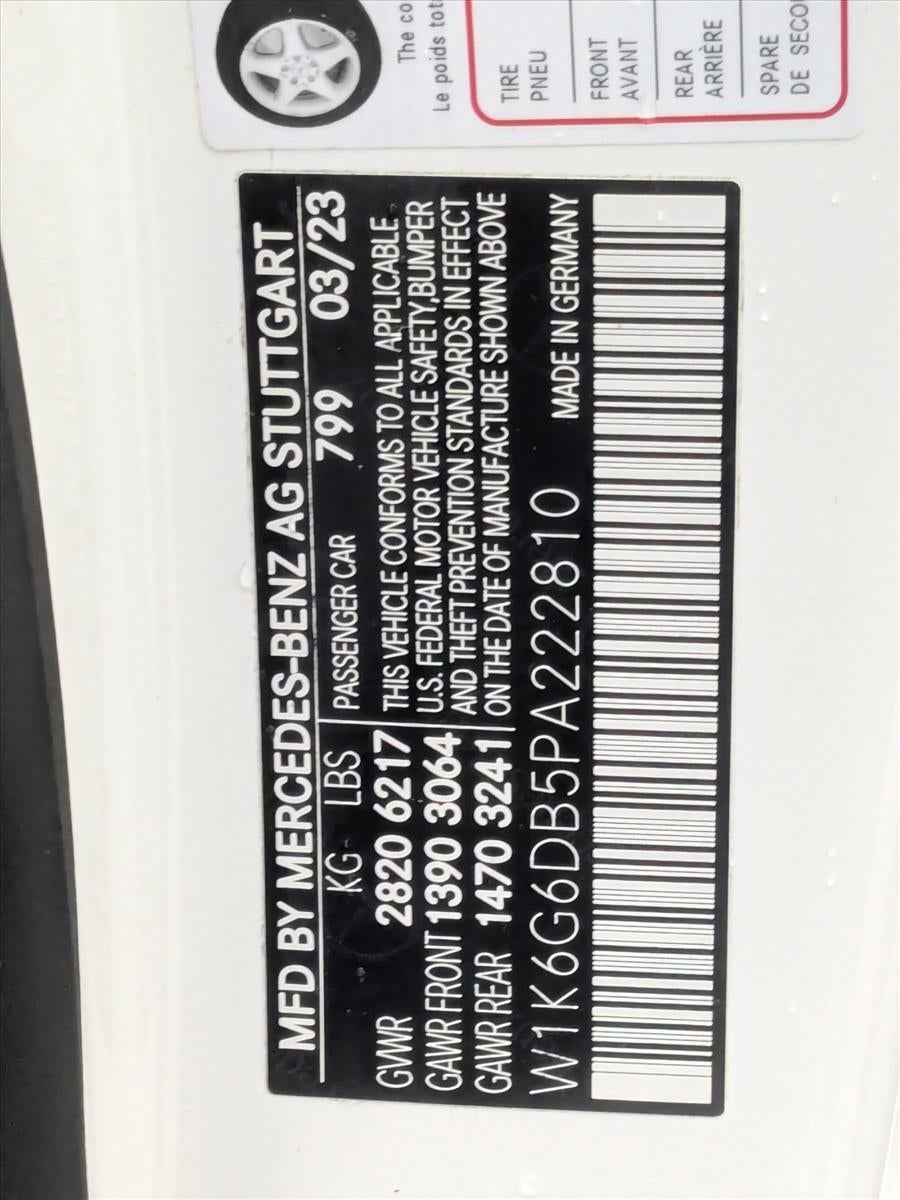 MFD BY MERCEDES-BENZ AG STUTTGART
KG LBS
GVWR 2820 6217
GAWR FRONT 1390 3064
GAWR REAR 1470 3241
PASSENGER CAR 799 03/23
THIS VEHICLE CONFORMS TO ALL APPLICABLE
U.S. FEDERAL MOTOR VEHICLE SAFETY,BUMPER
AND THEFT PREVENTION STANDARDS IN EFFECT
ON THE DATE OF MANUFACTURE SHOWN ABOVE
W1K6G6DB5PA222810 MADE IN GERMANY
The co
Le poids tot
TIRE
PNEU
FRONT
AVANT
REAR
ARRIÈRE
SPARE
DE SECOU